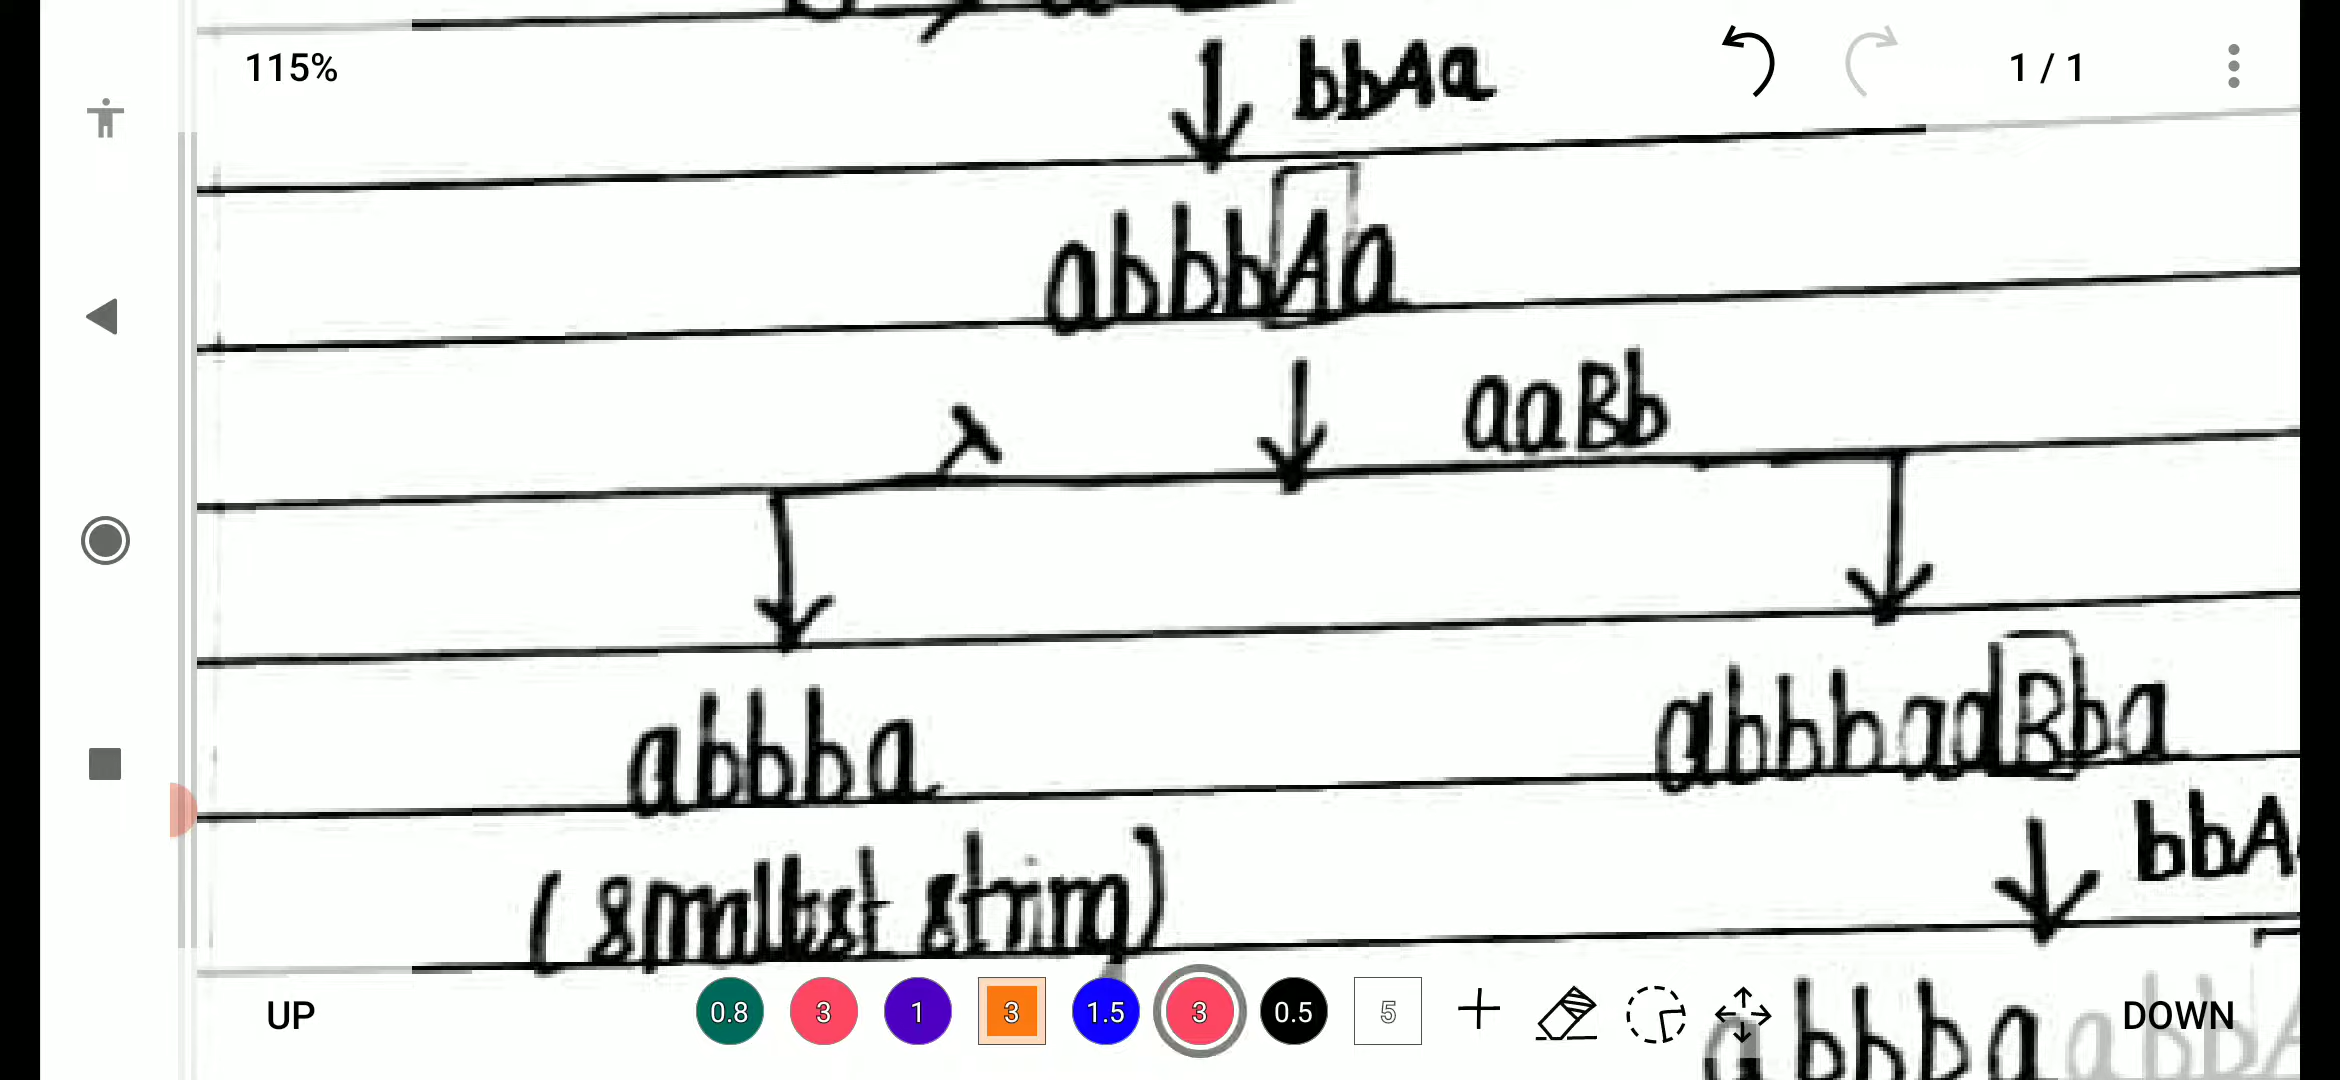 115%
bbAa
1 / 1
abbbAa
λ
aaBb
abbba
abbbaaBba
bbA
(smallest string)
UP
0.8
3
1
3
1.5
3
0.5
5
DOWN
abbba abbA